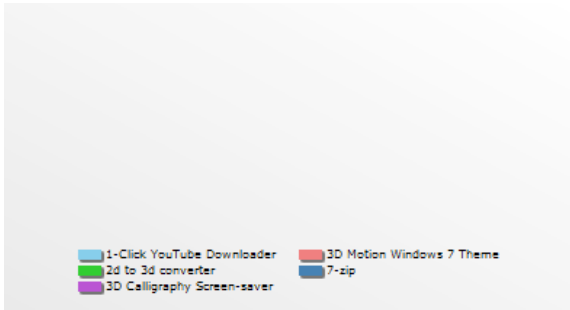 1-Click YouTube Downloader
3D Motion Windows 7 Theme
2d to 3d converter
7-zip
3D Calligraphy Screen-saver